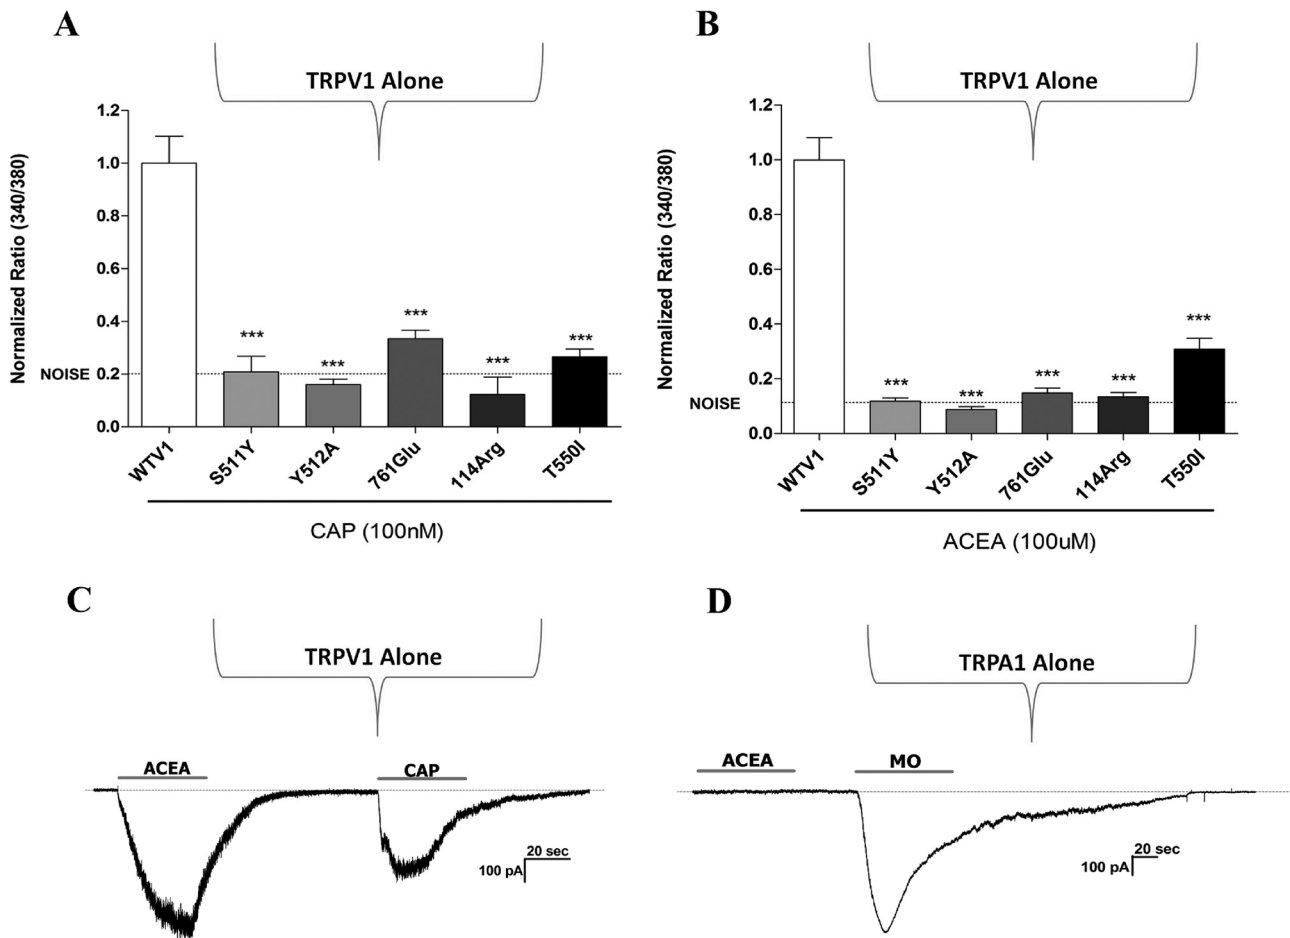 A
TRPV1 Alone
Normalized Ratio (340/380)
1.2
1.0
0.8
0.6
0.4
0.2
0.0
NOISE
***
***
***
***
***
WTV1
S511Y
Y512A
761Glu
114Arg
T550I
CAP (100nM)
B
TRPV1 Alone
Normalized Ratio (340/380)
1.2
1.0
0.8
0.6
0.4
0.2
0.0
NOISE
***
***
***
***
***
WTV1
S511Y
Y512A
761Glu
114Arg
T550I
ACEA (100uM)
C
TRPV1 Alone
ACEA
CAP
20 sec
100 pA
D
TRPA1 Alone
ACEA
MO
20 sec
100 pA